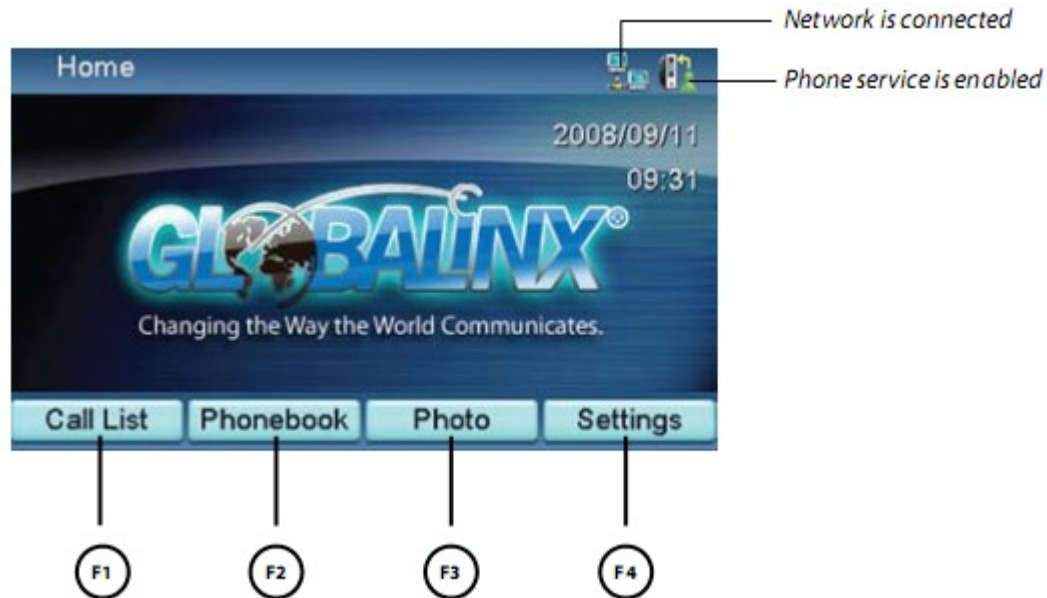 Network is connected
Home
Phone service is enabled
2008/09/11
09:31
GLOBALINX®
Changing the Way the World Communicates.
Call List Phonebook Photo Settings
F1 F2 F3 F4